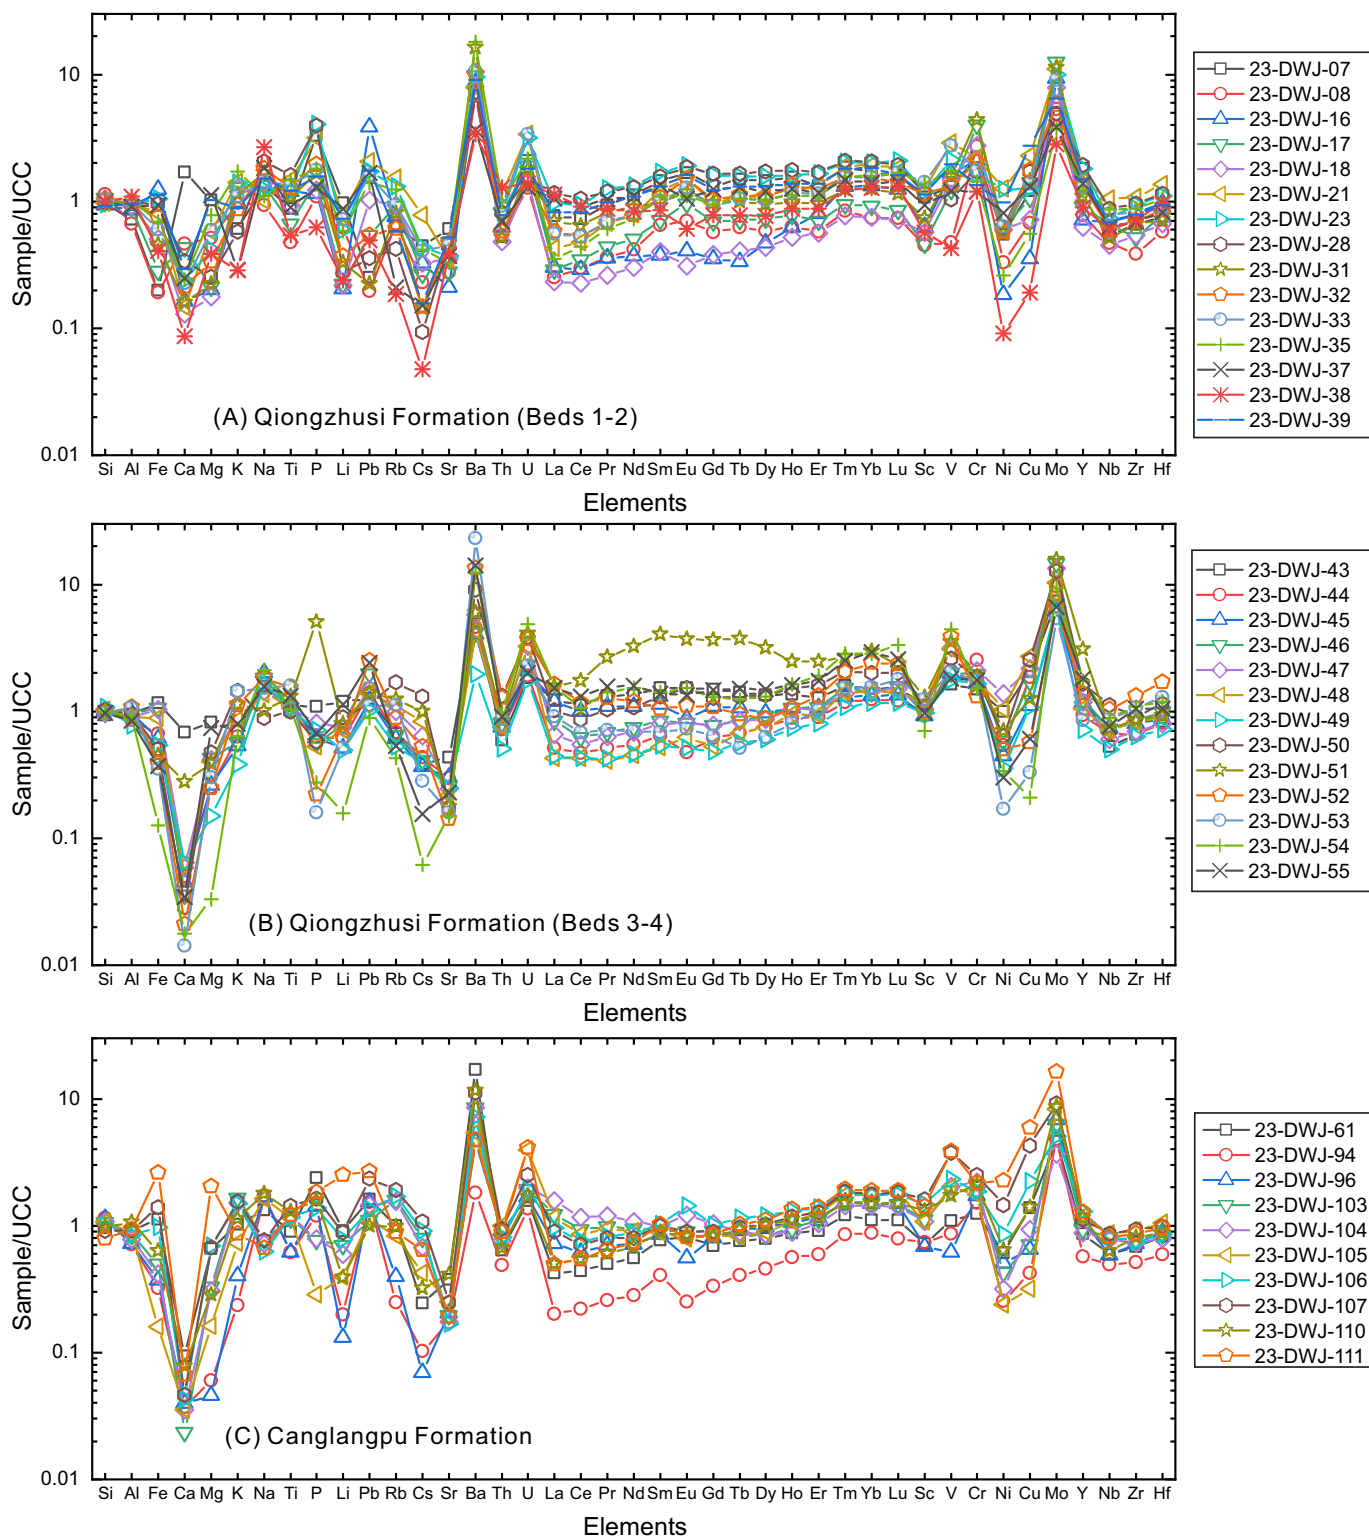 10
1
0.1
0.01
Sample/UCC
(A) Qiongzhusi Formation (Beds 1-2)
Si Al Fe Ca Mg K Na Ti P Li Pb Rb Cs Sr Ba Th U La Ce Pr Nd Sm Eu Gd Tb Dy Ho Er Tm Yb Lu Sc V Cr Ni Cu Mo Y Nb Zr Hf
Elements
23-DWJ-07
23-DWJ-08
23-DWJ-16
23-DWJ-17
23-DWJ-18
23-DWJ-21
23-DWJ-23
23-DWJ-28
23-DWJ-31
23-DWJ-32
23-DWJ-33
23-DWJ-35
23-DWJ-37
23-DWJ-38
23-DWJ-39
10
1
0.1
0.01
Sample/UCC
(B) Qiongzhusi Formation (Beds 3-4)
Si Al Fe Ca Mg K Na Ti P Li Pb Rb Cs Sr Ba Th U La Ce Pr Nd Sm Eu Gd Tb Dy Ho Er Tm Yb Lu Sc V Cr Ni Cu Mo Y Nb Zr Hf
Elements
23-DWJ-43
23-DWJ-44
23-DWJ-45
23-DWJ-46
23-DWJ-47
23-DWJ-48
23-DWJ-49
23-DWJ-50
23-DWJ-51
23-DWJ-52
23-DWJ-53
23-DWJ-54
23-DWJ-55
10
1
0.1
0.01
Sample/UCC
(C) Canglangpu Formation
Si Al Fe Ca Mg K Na Ti P Li Pb Rb Cs Sr Ba Th U La Ce Pr Nd Sm Eu Gd Tb Dy Ho Er Tm Yb Lu Sc V Cr Ni Cu Mo Y Nb Zr Hf
Elements
23-DWJ-61
23-DWJ-94
23-DWJ-96
23-DWJ-103
23-DWJ-104
23-DWJ-105
23-DWJ-106
23-DWJ-107
23-DWJ-110
23-DWJ-111